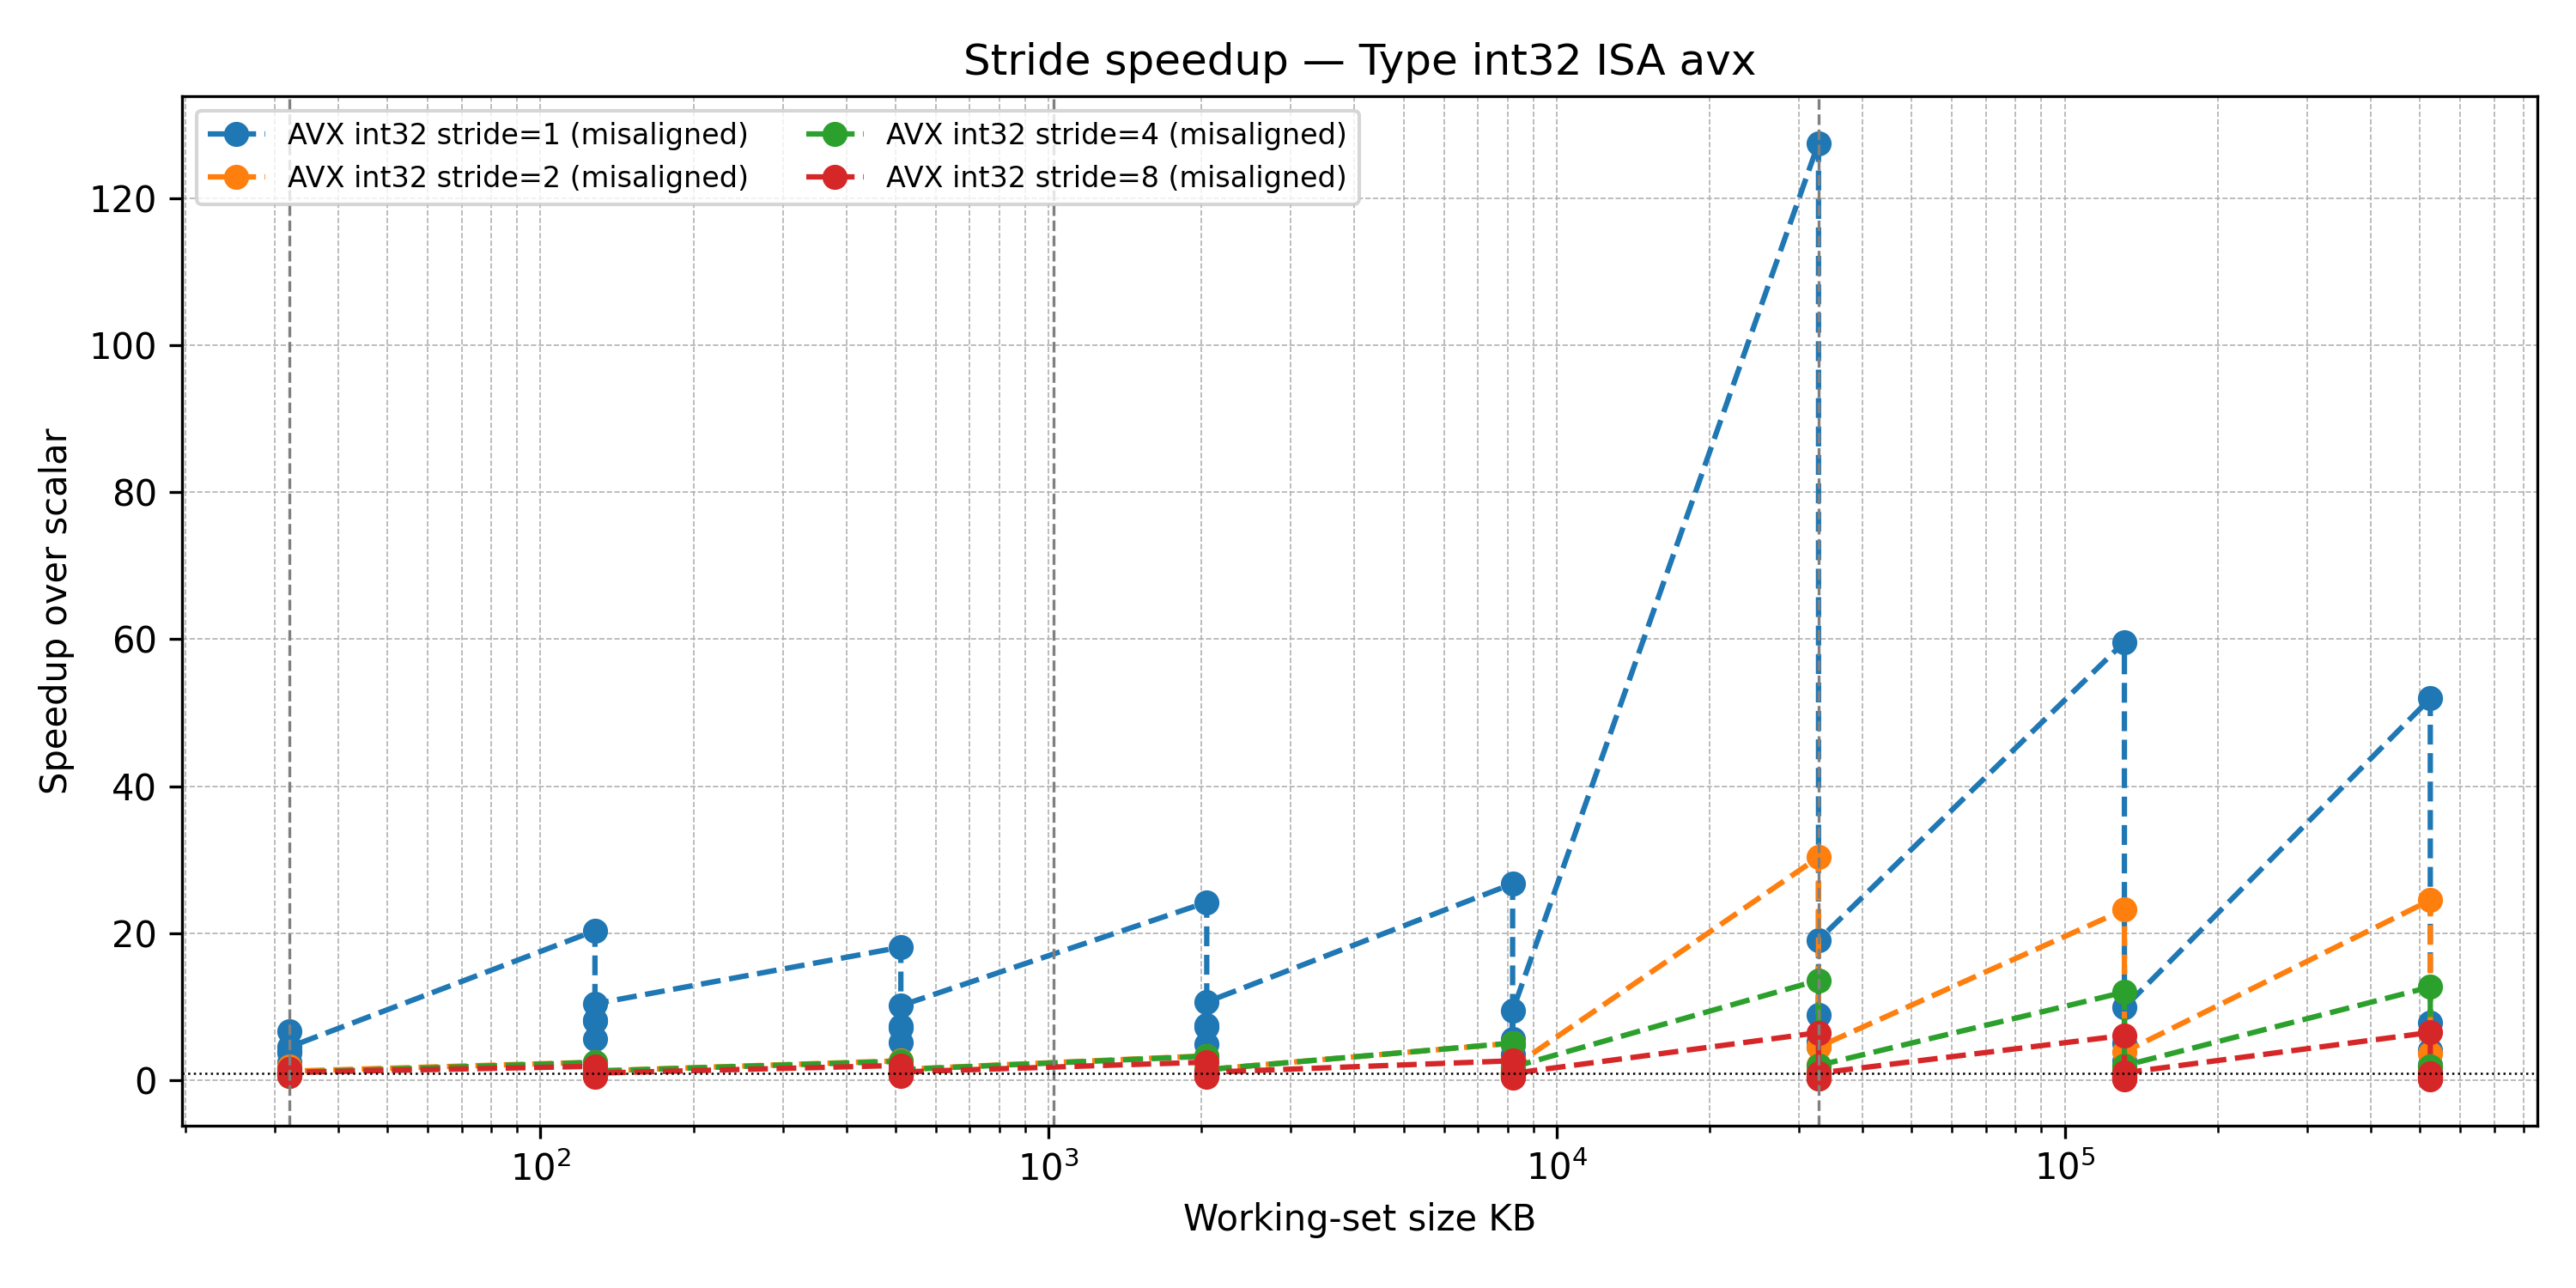 Stride speedup — Type int32 ISA avx
AVX int32 stride=1 (misaligned)
AVX int32 stride=2 (misaligned)
AVX int32 stride=4 (misaligned)
AVX int32 stride=8 (misaligned)
Speedup over scalar
120
100
80
60
40
20
0
10²
10³
10⁴
10⁵
Working-set size KB